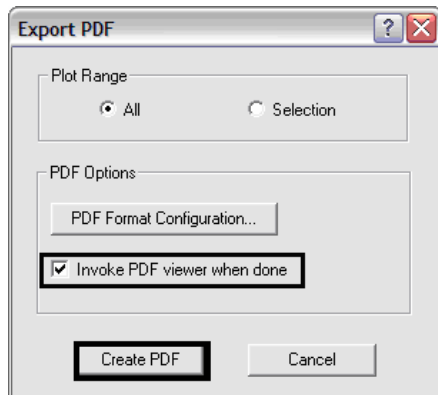 Export PDF
Plot Range
All Selection
PDF Options
PDF Format Configuration...
Invoke PDF viewer when done
Create PDF Cancel